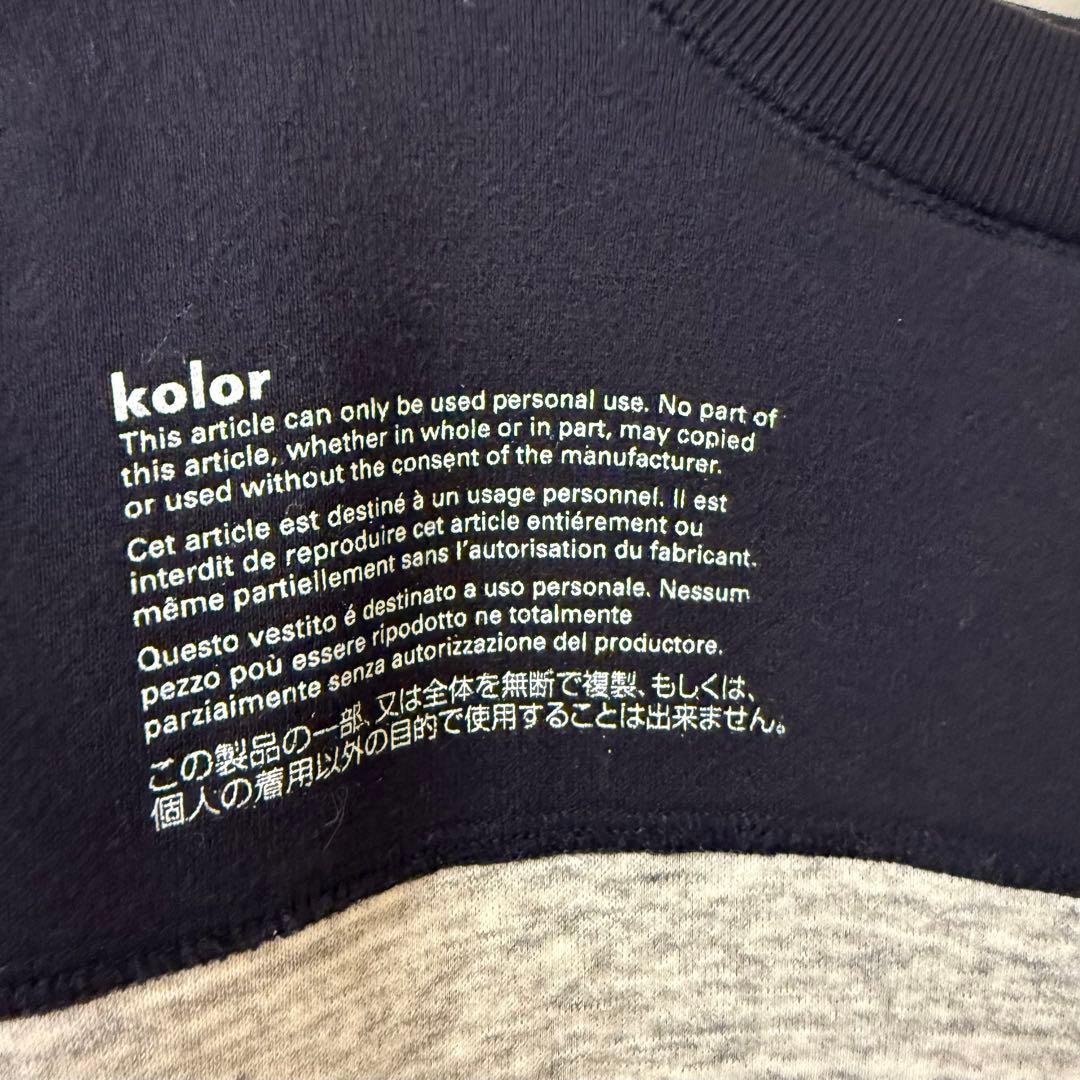 kolor
This article can only be used personal use. No part of
this article, whether in whole or in part, may copied
or used without the consent of the manufacturer.
Cet article est destiné à un usage personnel. Il est
interdit de reproduire cet article entiérement ou
même partiellement sans l'autorisation du fabricant.
Questo vestito é destinato a uso personale. Nessum
pezzo poù essere ripodotto ne totalmente
parziaimente senza autorizzazione del productore.
この製品の一部、又は全体を無断で複製、もしくは、
個人の着用以外の目的で使用することは出来ません。